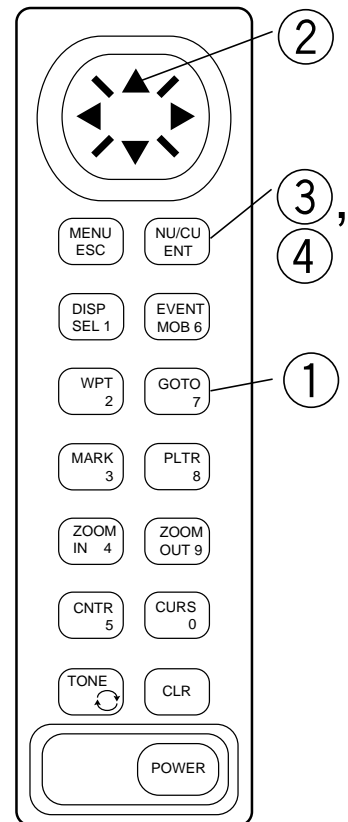 ②
③,
④
MENU
ESC
NU/CU
ENT
DISP
SEL 1
EVENT
MOB 6
WPT
2
GOTO
7
①
MARK
3
PLTR
8
ZOOM
IN 4
ZOOM
OUT 9
CNTR
5
CURS
0
TONE
CLR
POWER